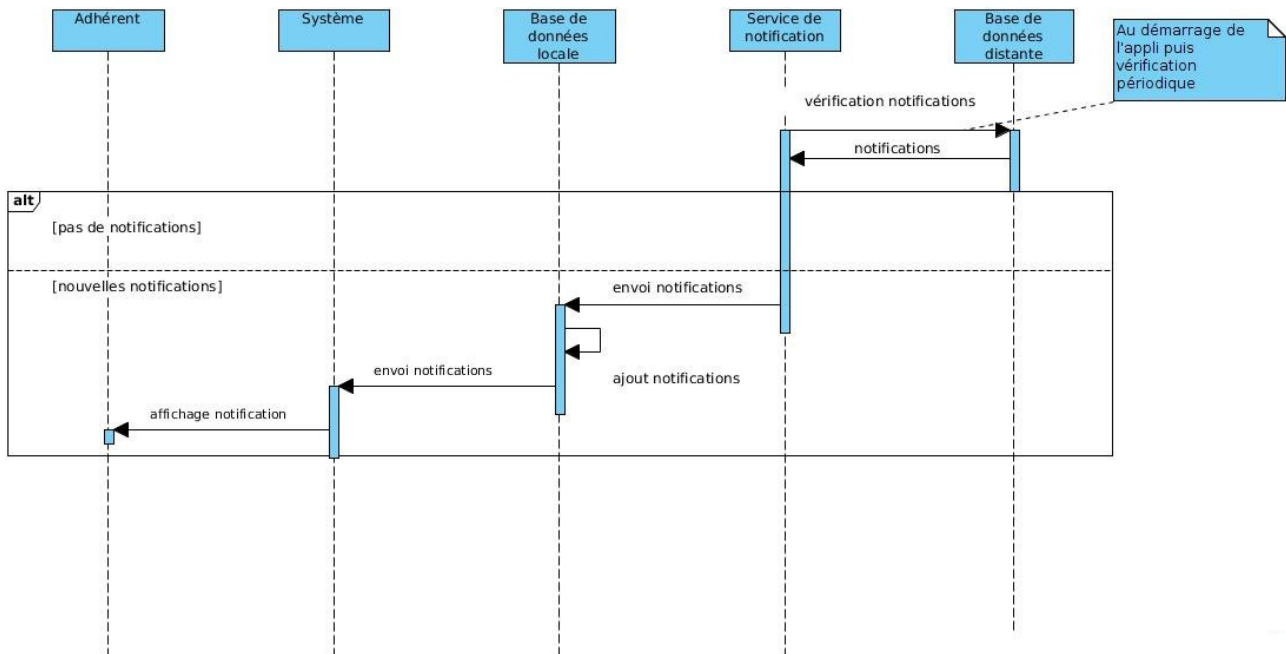 Adhérent
Système
Base de
données
locale
Service de
notification
Base de
données
distante
Au démarrage de
l'appli puis
vérification
périodique
vérification notifications
notifications
alt
[pas de notifications]
[nouvelles notifications]
envoi notifications
ajout notifications
envoi notifications
affichage notification